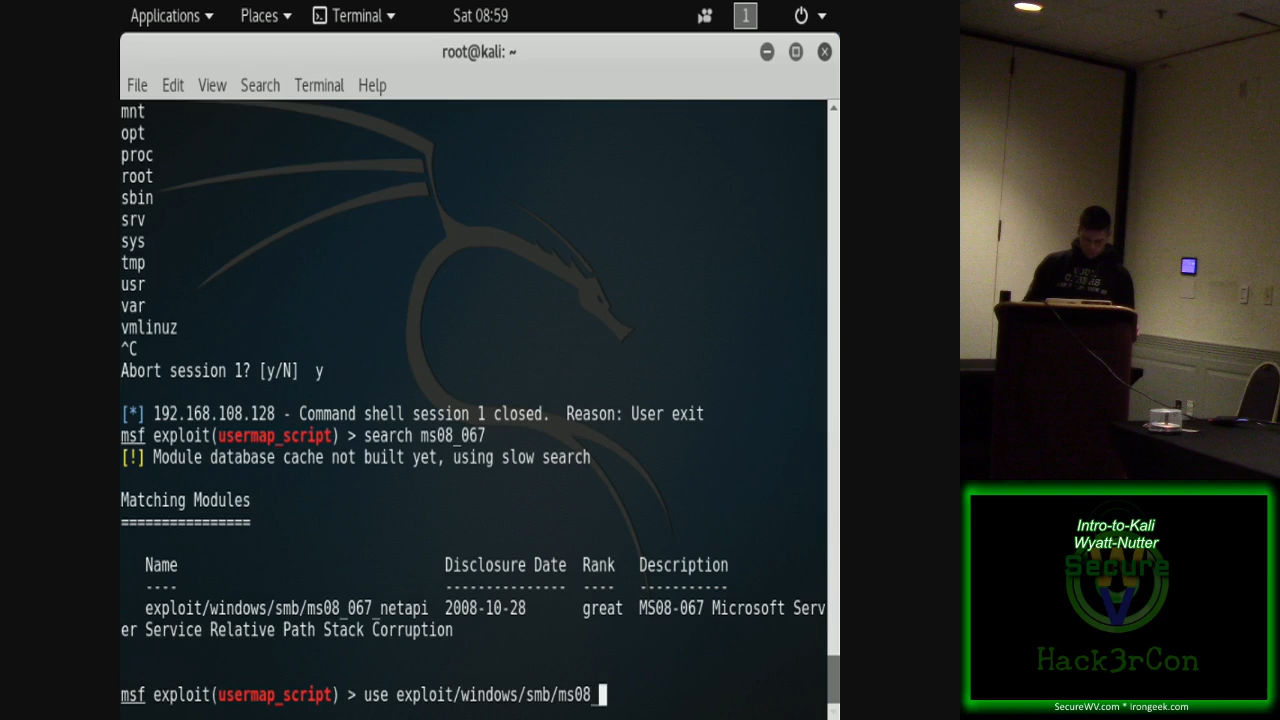 Applications Places Terminal Sat 08:59 1
root@kali: ~
File Edit View Search Terminal Help
mnt
opt
proc
root
sbin
srv
sys
tmp
usr
var
vmlinuz
^C
Abort session 1? [y/N] y
[*] 192.168.108.128 - Command shell session 1 closed. Reason: User exit
msf exploit(usermap_script) > search ms08_067
[!] Module database cache not built yet, using slow search
Matching Modules
================
Name Disclosure Date Rank Description
---- --------------- ---- -----------
exploit/windows/smb/ms08_067_netapi 2008-10-28 great MS08-067 Microsoft Serv
er Service Relative Path Stack Corruption
msf exploit(usermap_script) > use exploit/windows/smb/ms08_
Intro-to-Kali
Wyatt-Nutter
Secure
WV
Hack3rCon
SecureWV.com * irongeek.com